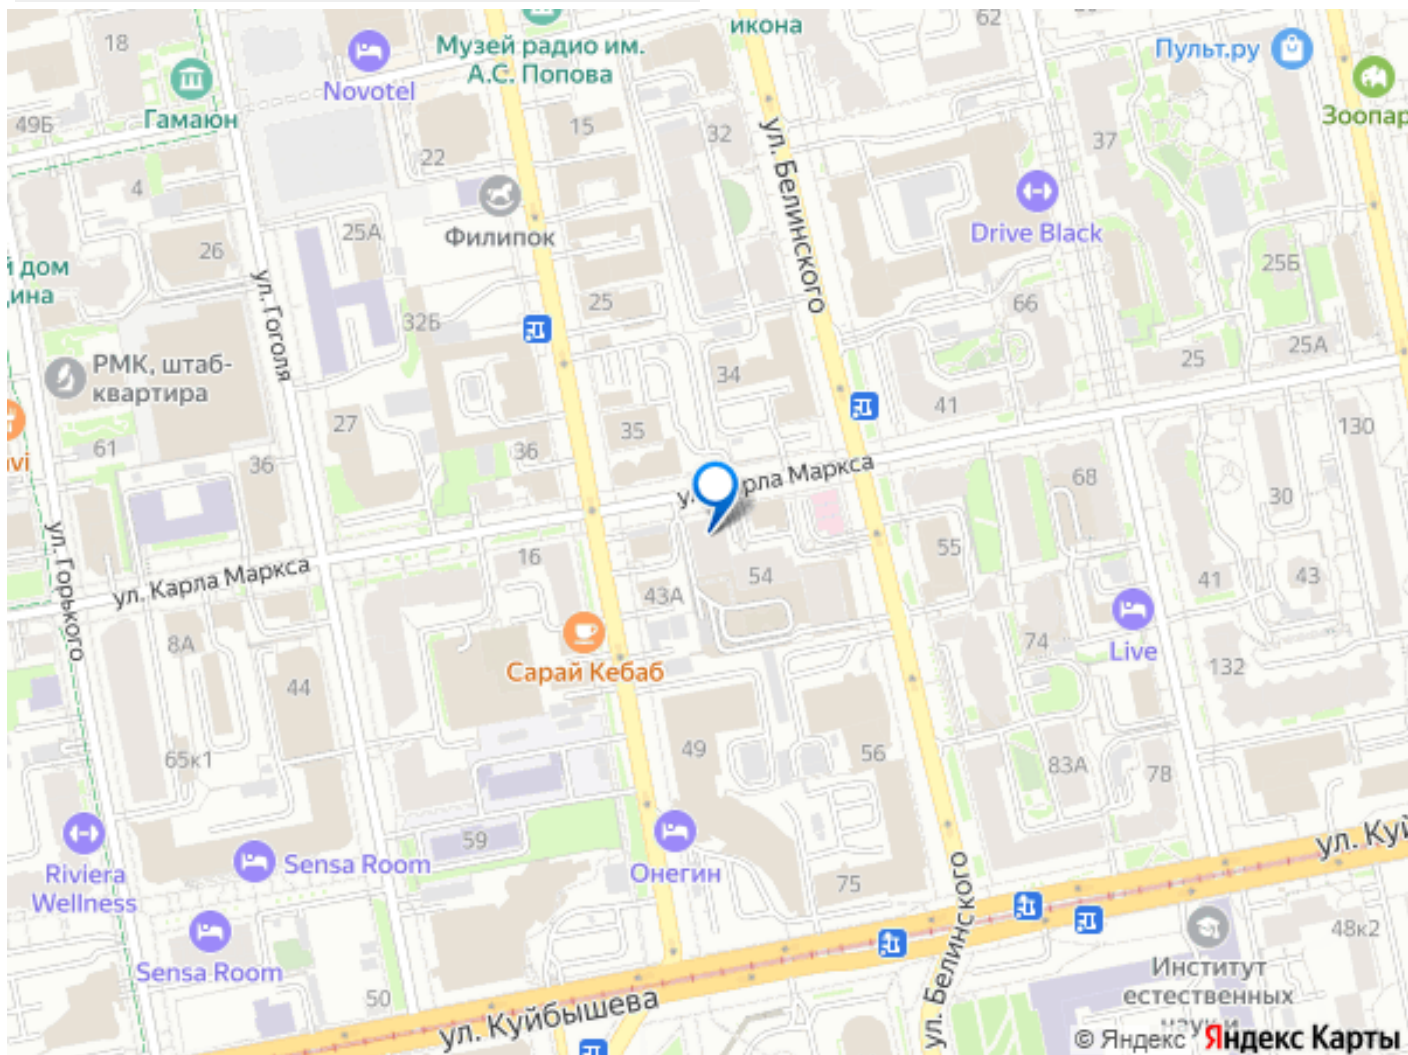 18
Novotel
Музей радио им.
А.С. Попова
икона
62
Пульт.ру
Зоопар
Гамаюн
49Б
15
32
37
22
4
Филипок
25А
26
ул. Белинского
Drive Black
25Б
й дом
ина
ул. Гоголя
25
32Б
66
25А
РМК, штаб-
квартира
34
25
41
27
35
36
61
36
130
vi
ул. Карла Маркса
68
30
ул. Горького
16
55
54
41
43
ул. Карла Маркса
43А
8А
Сарай Кебаб
74
Live
132
44
49
56
65к1
83А
78
59
Sensa Room
Riviera
Wellness
Онегин
75
ул. Куй
ул. Белинского
Sensa Room
48к2
Институт
естественных
наук и
50
ул. Куйбышева
© Яндекс Яндекс Карты